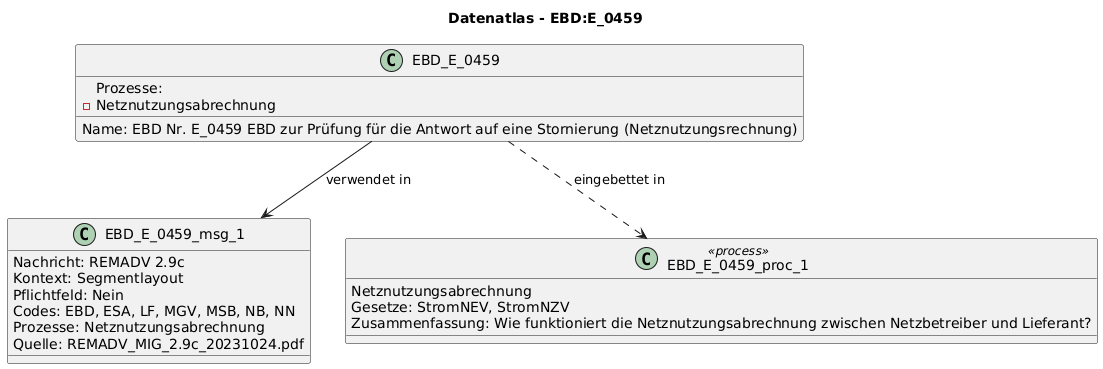 Datenatlas - EBD:E_0459
C EBD_E_0459
Prozesse:
Netznutzungsabrechnung
Name: EBD Nr. E_0459 EBD zur Prüfung für die Antwort auf eine Stornierung (Netznutzungsrechnung)
verwendet in
eingebettet in
C EBD_E_0459_msg_1
Nachricht: REMADV 2.9c
Kontext: Segmentlayout
Pflichtfeld: Nein
Codes: EBD, ESA, LF, MGV, MSB, NB, NN
Prozesse: Netznutzungsabrechnung
Quelle: REMADV_MIG_2.9c_20231024.pdf
«process»
C EBD_E_0459_proc_1
Netznutzungsabrechnung
Gesetze: StromNEV, StromNZV
Zusammenfassung: Wie funktioniert die Netznutzungsabrechnung zwischen Netzbetreiber und Lieferant?